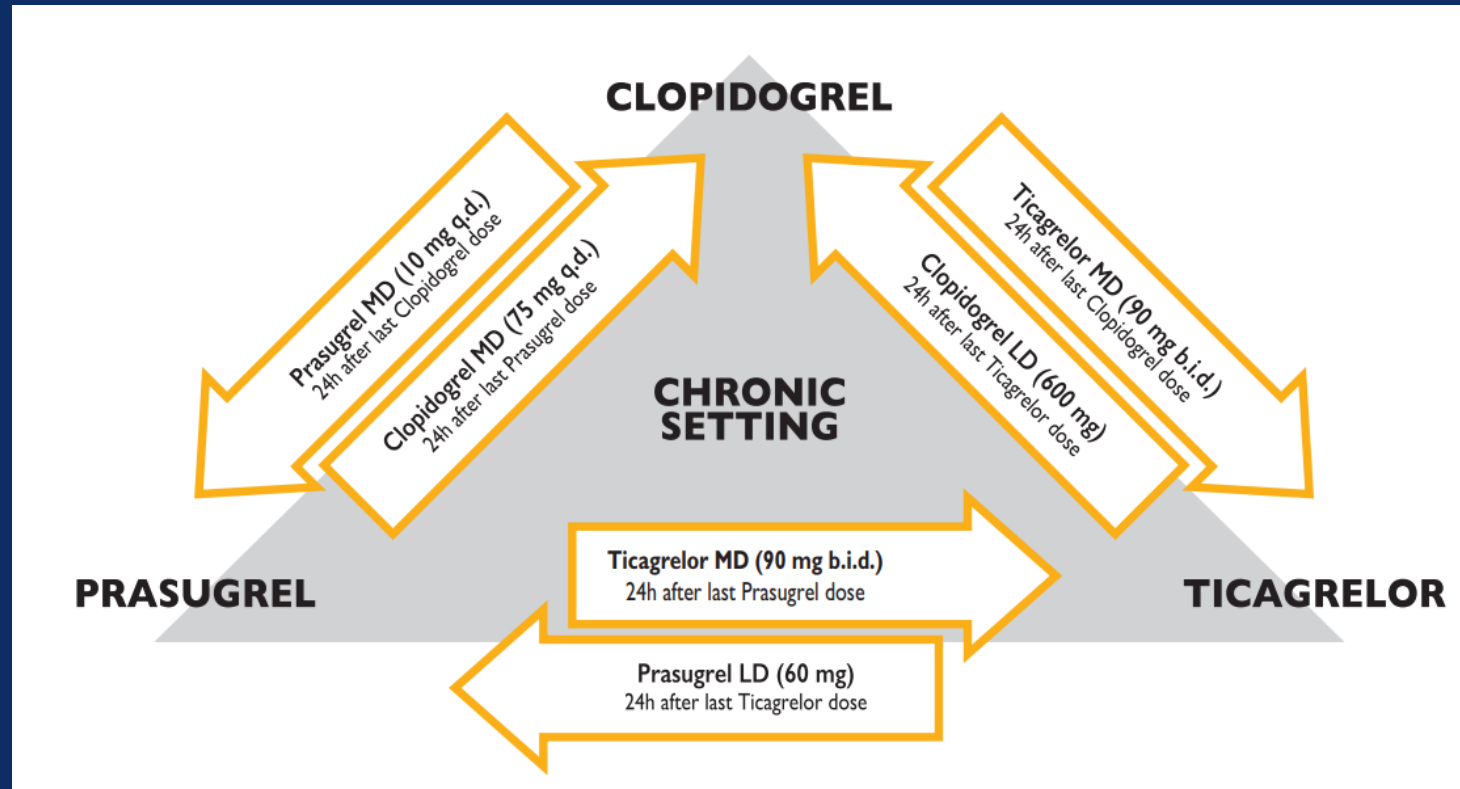 CLOPIDOGREL
Prasugrel MD (10 mg q.d.)
24h after last Clopidogrel dose
Clopidogrel MD (75 mg q.d.)
24h after last Prasugrel dose
Ticagrelor MD (90 mg b.i.d.)
24h after last Clopidogrel dose
Clopidogrel LD (600 mg)
24h after last Ticagrelor dose
CHRONIC
SETTING
PRASUGREL
Ticagrelor MD (90 mg b.i.d.)
24h after last Prasugrel dose
TICAGRELOR
Prasugrel LD (60 mg)
24h after last Ticagrelor dose